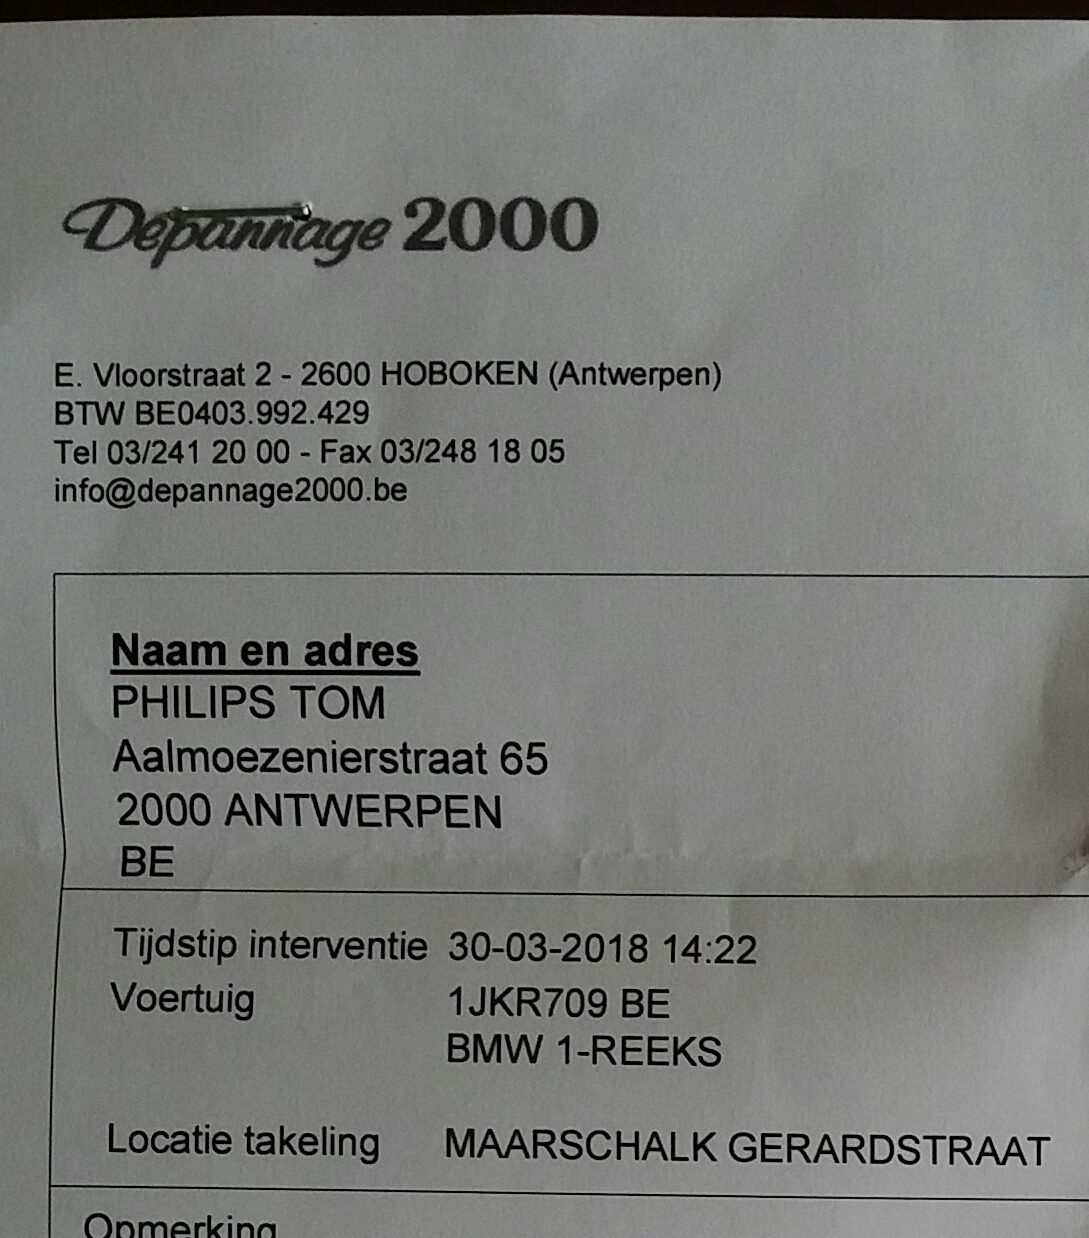 Depannage 2000
E. Vloorstraat 2 - 2600 HOBOKEN (Antwerpen)
BTW BE0403.992.429
Tel 03/241 20 00 - Fax 03/248 18 05
info@depannage2000.be
Naam en adres
PHILIPS TOM
Aalmoezenierstraat 65
2000 ANTWERPEN
BE
Tijdstip interventie 30-03-2018 14:22
Voertuig 1JKR709 BE
BMW 1-REEKS
Locatie takeling MAARSCHALK GERARDSTRAAT
Opmerking